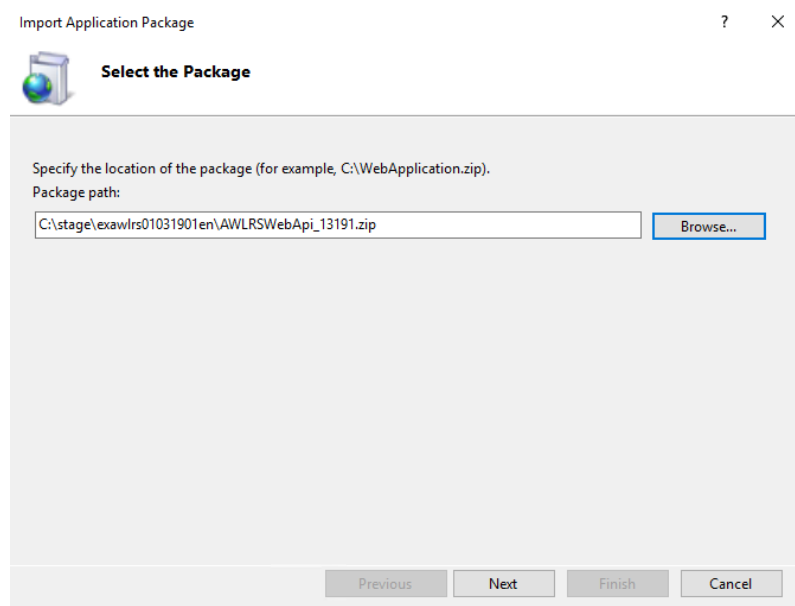 Import Application Package
?
Select the Package
Specify the location of the package (for example, C:\WebApplication.zip).
Package path:
C:\stage\exawlrs01031901en\AWLRSWebApi_13191.zip
Browse...
Previous
Next
Finish
Cancel